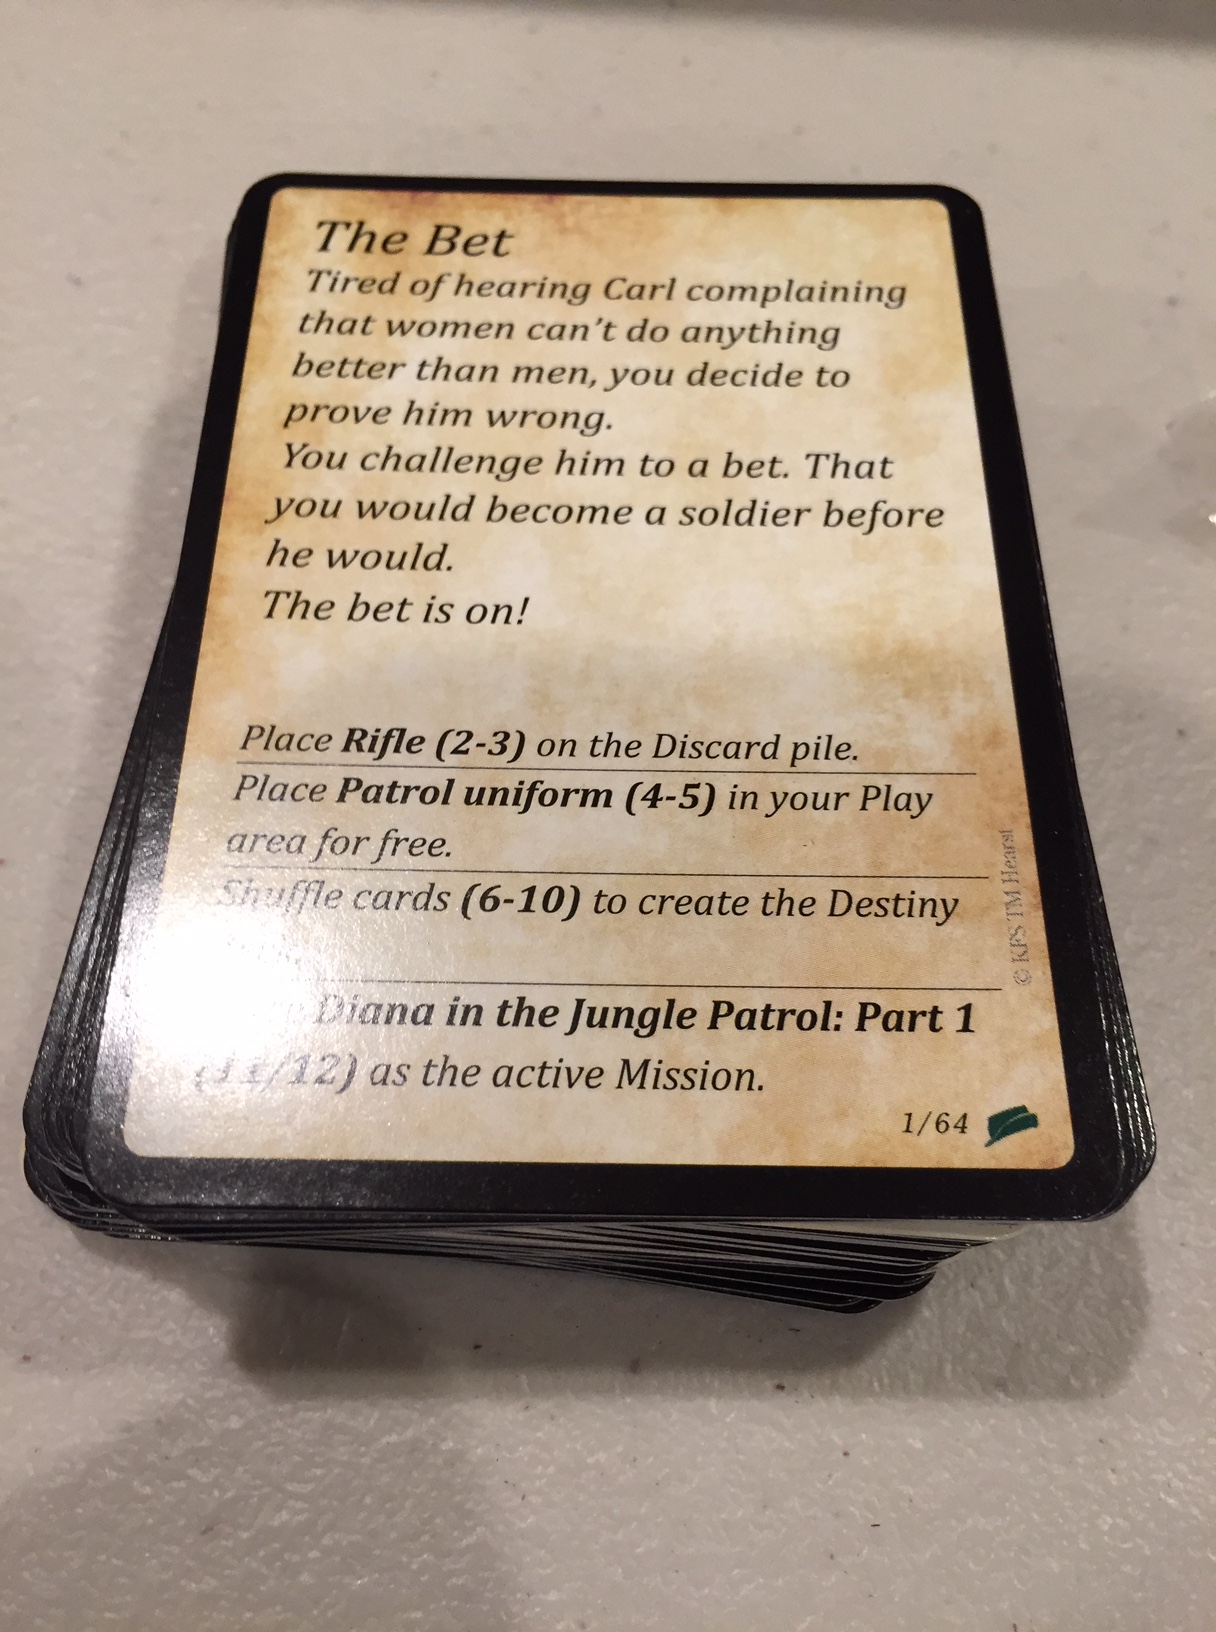 The Bet
Tired of hearing Carl complaining
that women can't do anything
better than men, you decide to
prove him wrong.
You challenge him to a bet. That
you would become a soldier before
he would.
The bet is on!
Place Rifle (2-3) on the Discard pile.
Place Patrol uniform (4-5) in your Play
area for free.
Shuffle cards (6-10) to create the Destiny
Diana in the Jungle Patrol: Part 1
(11/12) as the active Mission.
1/64
© KFS TM Hearst